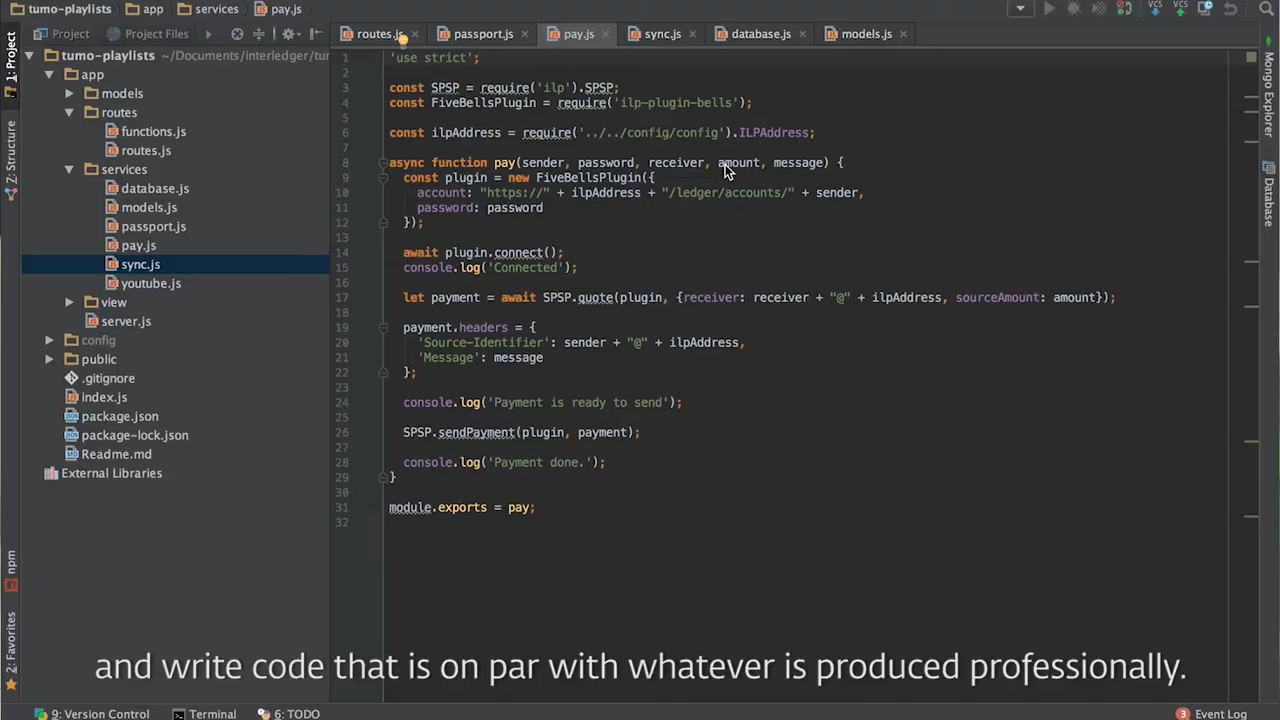 tumo-playlists app services pay.js
Project Project Files
routes.js passport.js pay.js sync.js database.js models.js
1: Project
7: Structure
npm
2: Favorites
tumo-playlists ~/Documents/interledger/tum
app
models
routes
functions.js
routes.js
services
database.js
models.js
passport.js
pay.js
sync.js
youtube.js
view
server.js
config
public
.gitignore
index.js
package.json
package-lock.json
Readme.md
External Libraries
1 'use strict';
2
3 const SPSP = require('ilp').SPSP;
4 const FiveBellsPlugin = require('ilp-plugin-bells');
5
6 const ilpAddress = require('../../config/config').ILPAddress;
7
8 async function pay(sender, password, receiver, amount, message) {
9 const plugin = new FiveBellsPlugin({
10 account: "https://" + ilpAddress + "/ledger/accounts/" + sender,
11 password: password
12 });
13
14 await plugin.connect();
15 console.log('Connected');
16
17 let payment = await SPSP.quote(plugin, {receiver: receiver + "@" + ilpAddress, sourceAmount: amount});
18
19 payment.headers = {
20 'Source-Identifier': sender + "@" + ilpAddress,
21 'Message': message
22 };
23
24 console.log('Payment is ready to send');
25
26 SPSP.sendPayment(plugin, payment);
27
28 console.log('Payment done.');
29 }
30
31 module.exports = pay;
32
Mongo Explorer
Database
VCS VCS
and write code that is on par with whatever is produced professionally.
9: Version Control Terminal 6: TODO 3 Event Log